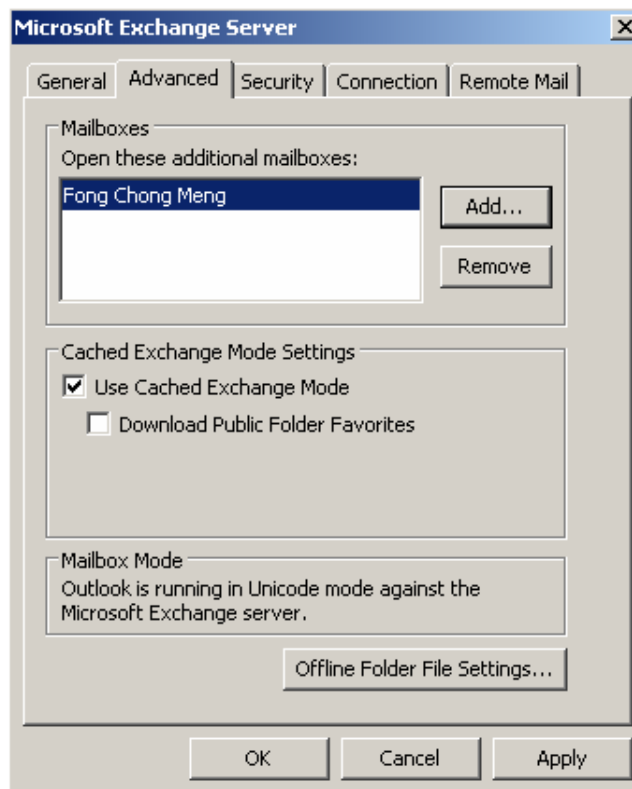 Microsoft Exchange Server
General Advanced Security Connection Remote Mail
Mailboxes
Open these additional mailboxes:
Fong Chong Meng
Add...
Remove
Cached Exchange Mode Settings
Use Cached Exchange Mode
Download Public Folder Favorites
Mailbox Mode
Outlook is running in Unicode mode against the
Microsoft Exchange server.
Offline Folder File Settings...
OK Cancel Apply